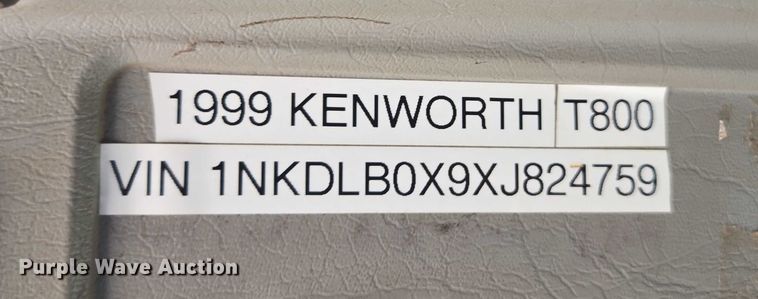 1999 KENWORTH T800
VIN 1NKDLB0X9XJ824759
Purple Wave Auction